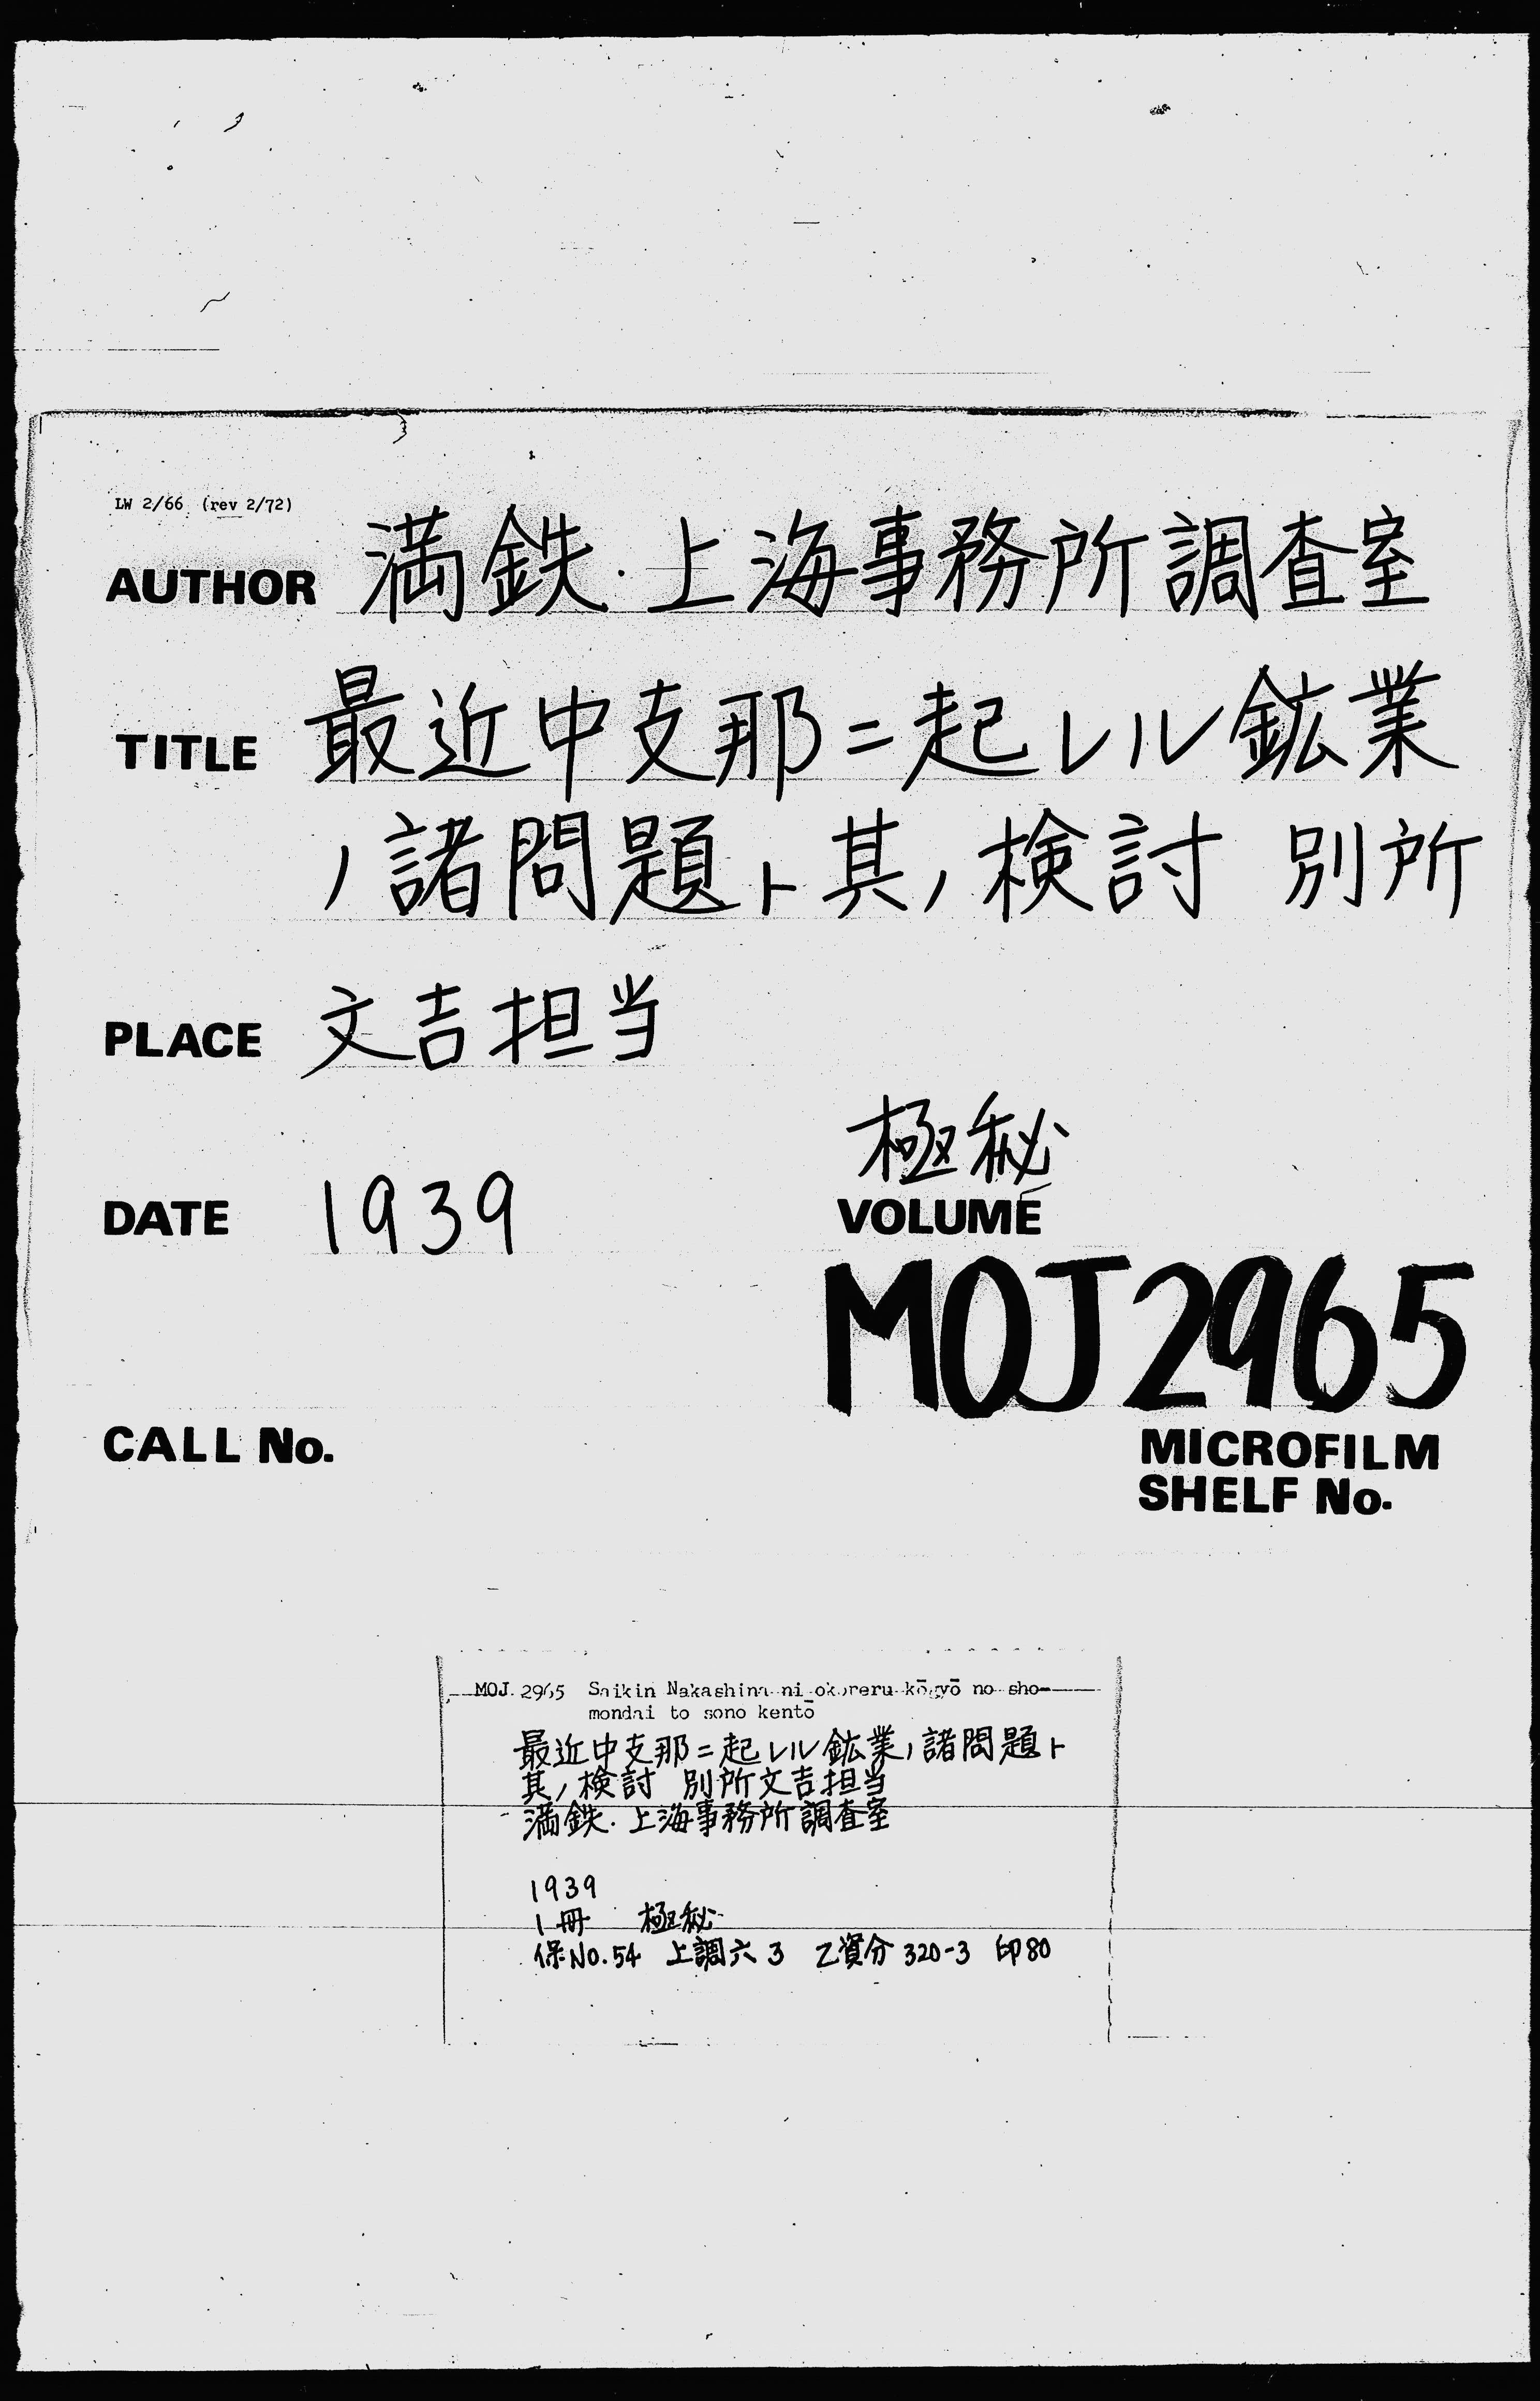 LW 2/66 (rev 2/72)
AUTHOR 満鉄.上海事務所調査室
TITLE 最近中支那ニ起レル鉱業
ノ諸問題ト其ノ検討 別所
PLACE 文吉担当
極秘
DATE 1939 VOLUME
MOJ2965
CALL No. MICROFILM
SHELF No.
MOJ 2965 Saikin Nakashina ni okoreru kōgyō no sho-
mondai to sono kentō
最近中支那ニ起レル鉱業ノ諸問題ト
其ノ検討 別所文吉担当
満鉄.上海事務所調査室
1939
1冊 極秘
保No.54 上調六3 乙資分320-3 印80